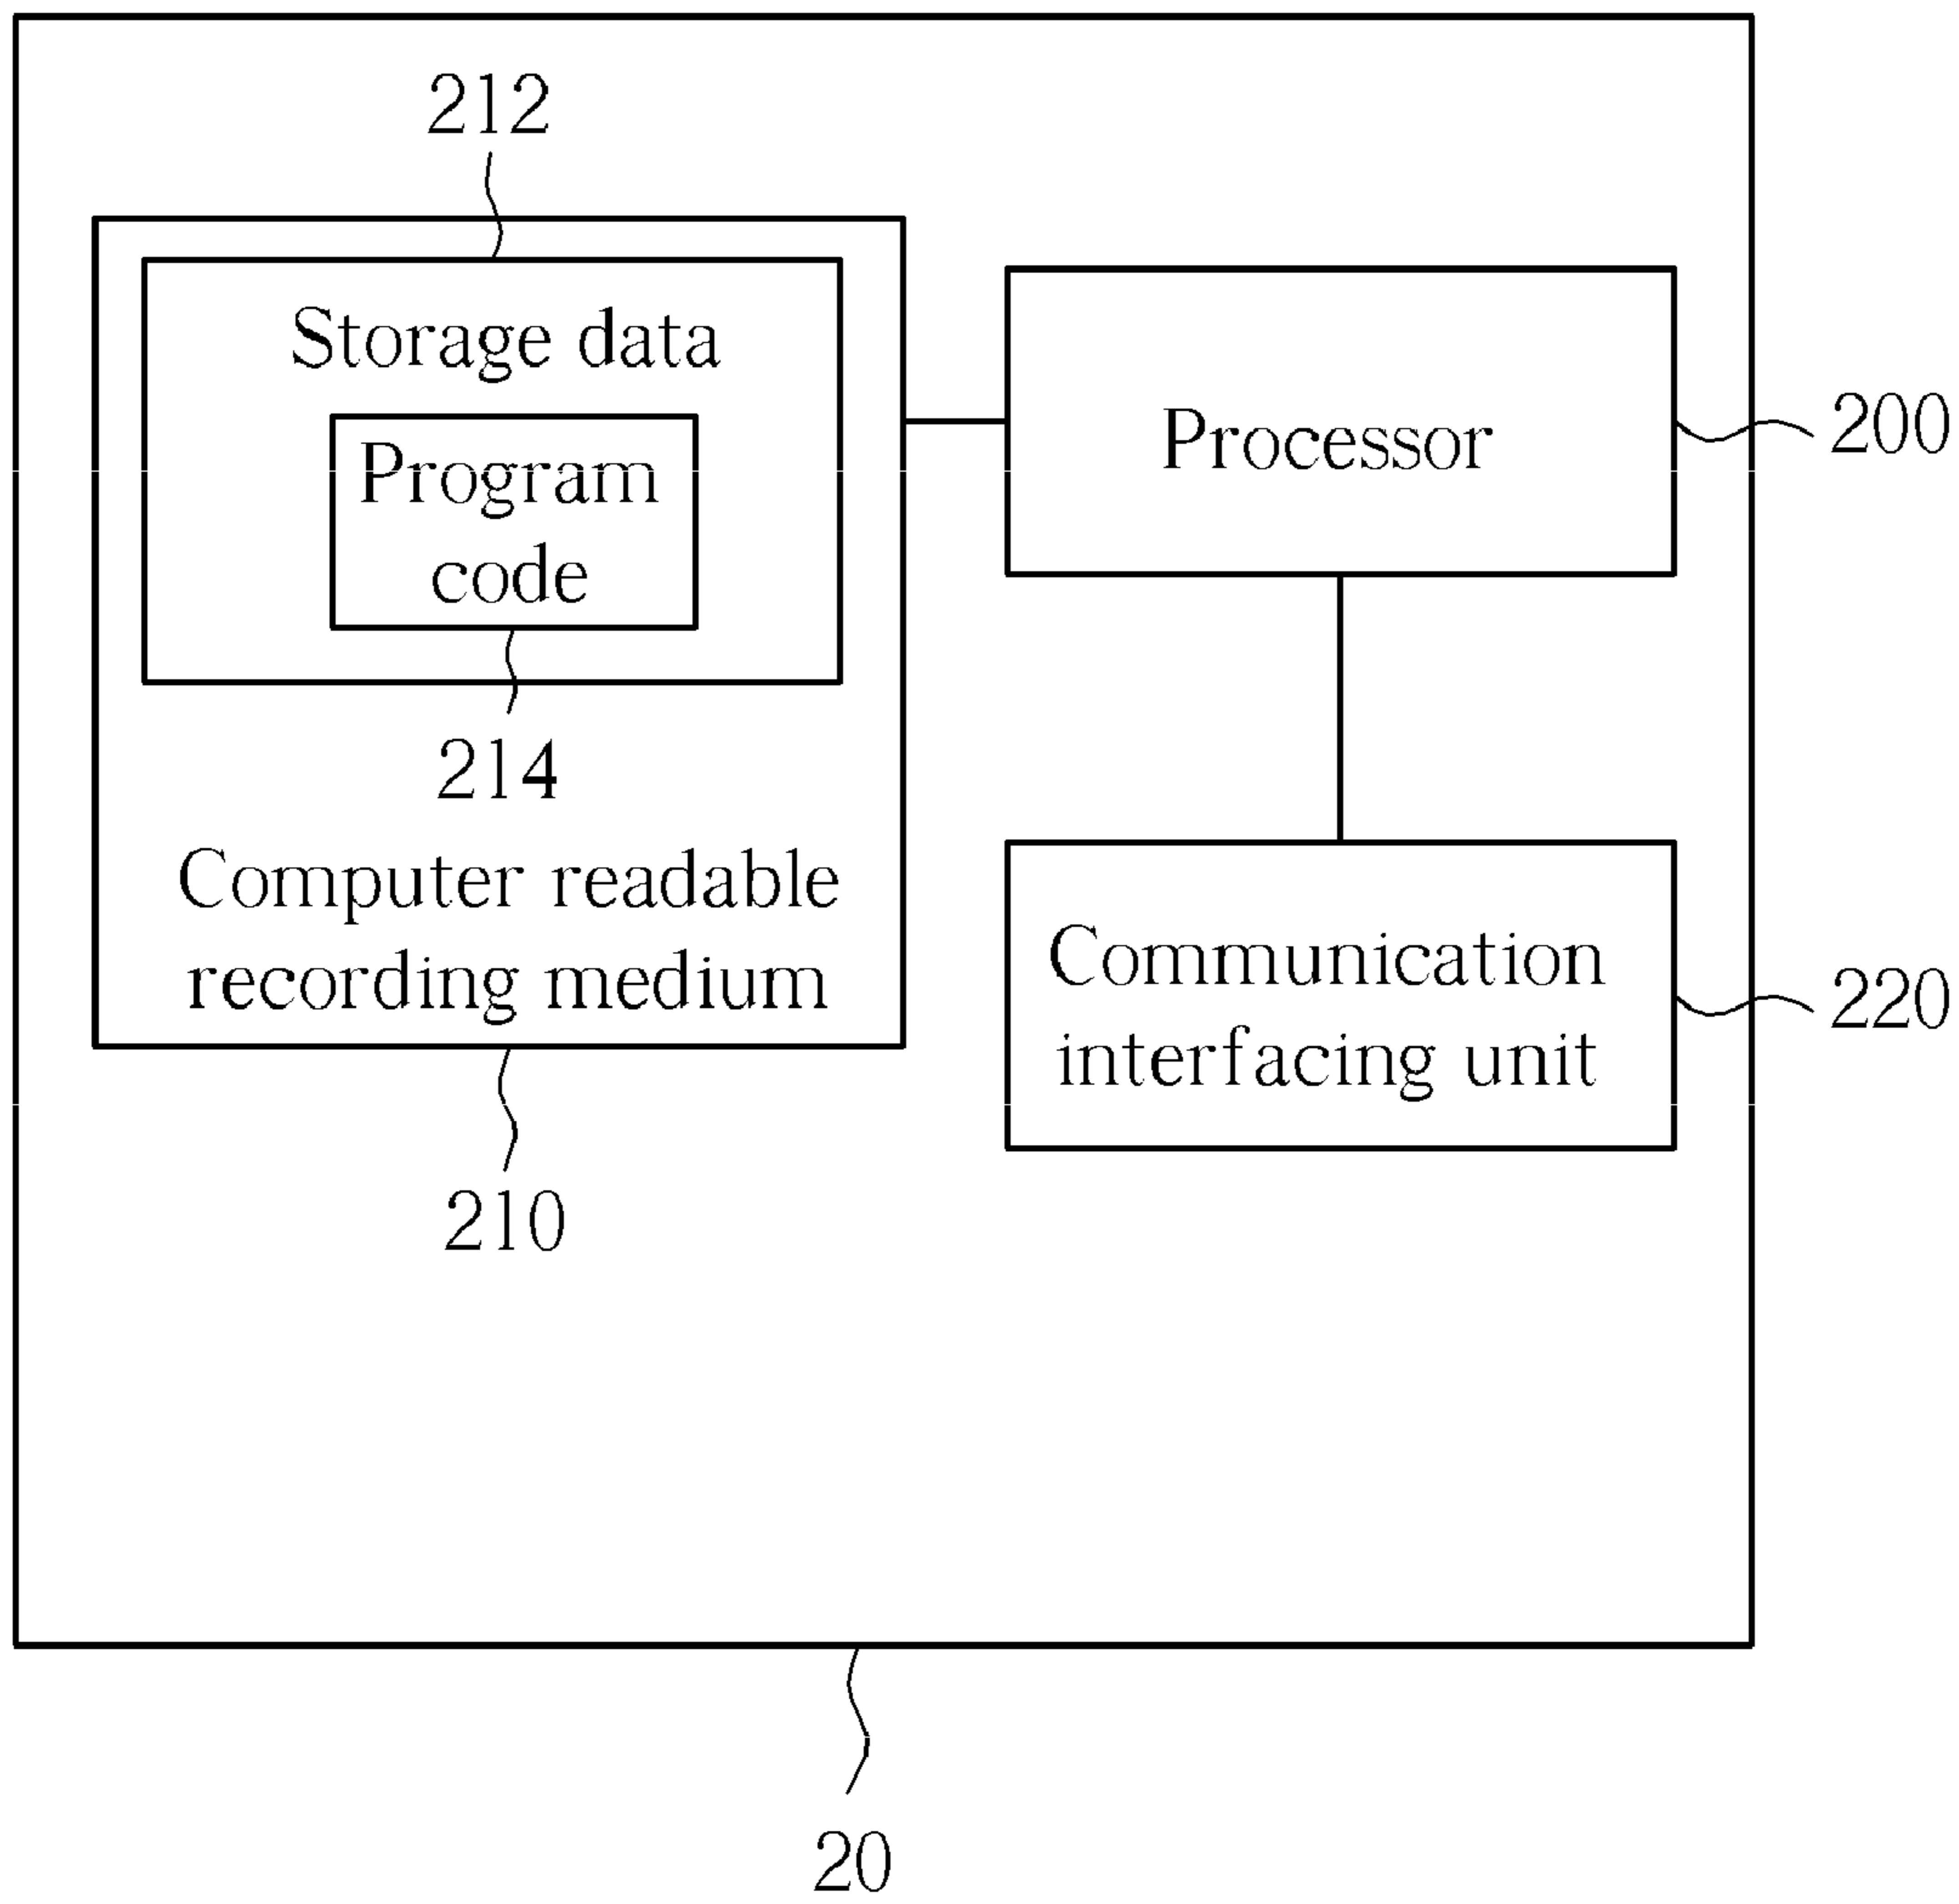 212
Storage data
Program
code
214
Computer readable
recording medium
210
Processor
200
Communication
interfacing unit
220
20